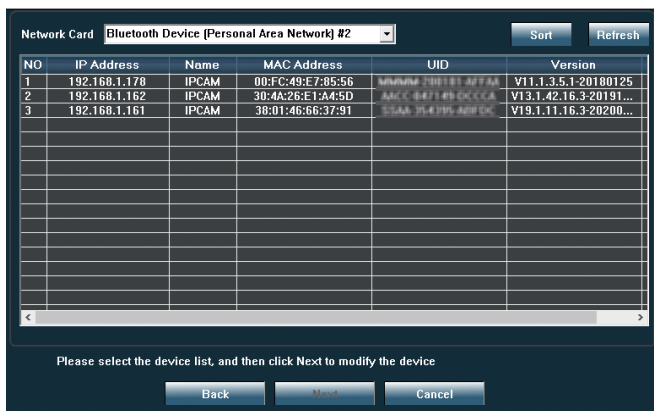 Network Card Bluetooth Device (Personal Area Network) #2 Sort Refresh
NO IP Address Name MAC Address UID Version
1 192.168.1.178 IPCAM 00:FC:49:E7:85:56 V11.1.3.5.1-20180125
2 192.168.1.162 IPCAM 30:4A:26:E1:A4:5D V13.1.42.16.3-20191...
3 192.168.1.161 IPCAM 38:01:46:66:37:91 V19.1.11.16.3-20200...
Please select the device list, and then click Next to modify the device
Back Next Cancel